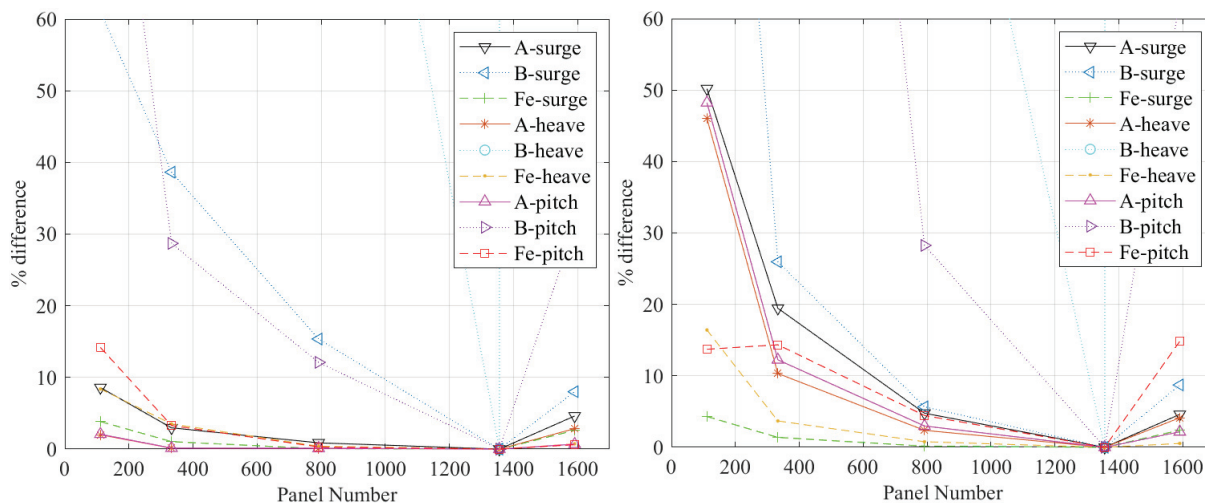 60
50
40
30
20
10
0
% difference
0 200 400 600 800 1000 1200 1400 1600
Panel Number
A-surge
B-surge
Fe-surge
A-heave
B-heave
Fe-heave
A-pitch
B-pitch
Fe-pitch
60
50
40
30
20
10
0
% difference
0 200 400 600 800 1000 1200 1400 1600
Panel Number
A-surge
B-surge
Fe-surge
A-heave
B-heave
Fe-heave
A-pitch
B-pitch
Fe-pitch